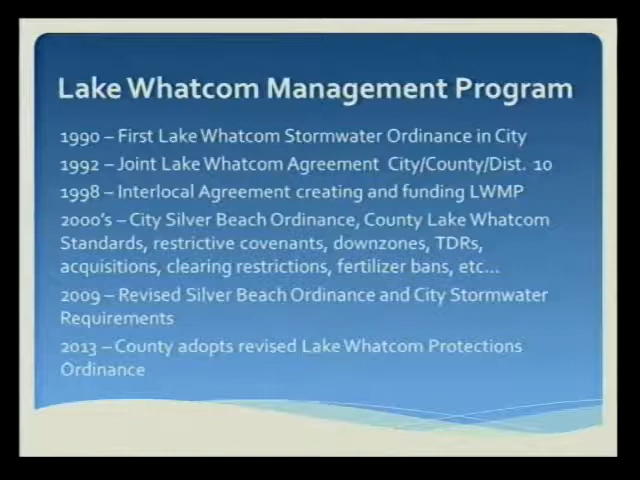 Lake Whatcom Management Program
1990 – First Lake Whatcom Stormwater Ordinance in City
1992 – Joint Lake Whatcom Agreement City/County/Dist. 10
1998 – Interlocal Agreement creating and funding LWMP
2000's – City Silver Beach Ordinance, County Lake Whatcom
Standards, restrictive covenants, downzones, TDRs,
acquisitions, clearing restrictions, fertilizer bans, etc...
2009 – Revised Silver Beach Ordinance and City Stormwater
Requirements
2013 – County adopts revised Lake Whatcom Protections
Ordinance